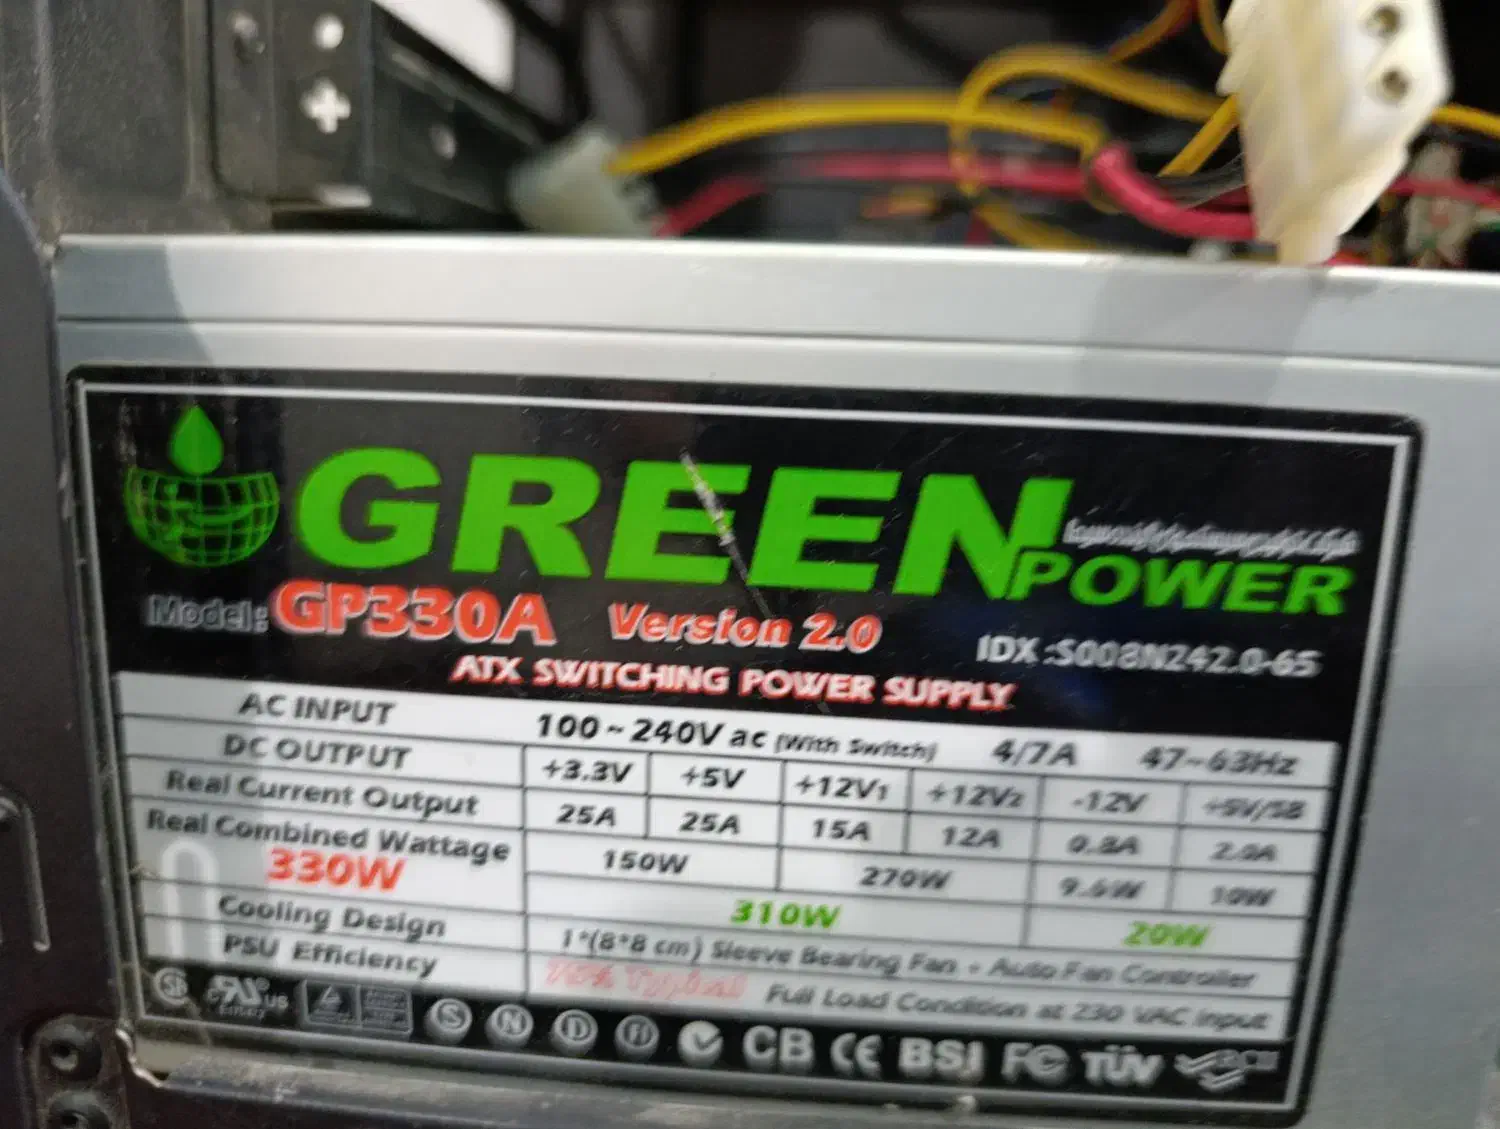 GREEN
POWER
Model: GP330A Version 2.0 IDX :S008N242.0-65
ATX SWITCHING POWER SUPPLY
AC INPUT 100~240V ac (With Switch) 4/7A 47~63Hz
DC OUTPUT +3.3V +5V +12V1 +12V2 -12V +5V/SB
Real Current Output 25A 25A 15A 12A 0.8A 2.0A
Real Combined Wattage 150W 270W 9.6W 10W
330W 310W 20W
Cooling Design 1*(8*8 cm) Sleeve Bearing Fan + Auto Fan Controller
PSU Efficiency Typical Full Load Condition at 230 VAC Input
S N D FI CB CE BSI FC TÜV